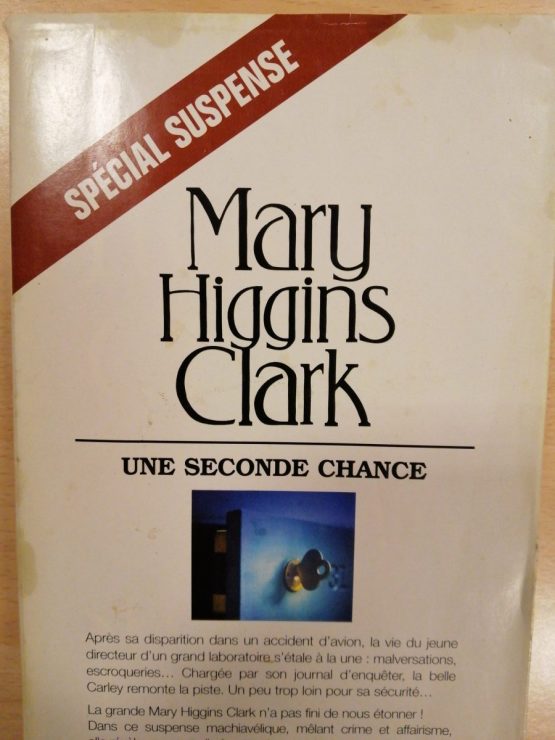 SPÉCIAL SUSPENSE
Mary
Higgins
Clark
UNE SECONDE CHANCE
Après sa disparition dans un accident d'avion, la vie du jeune
directeur d'un grand laboratoire s'étale à la une : malversations,
escroqueries... Chargée par son journal d'enquêter, la belle
Carley remonte la piste. Un peu trop loin pour sa sécurité...
La grande Mary Higgins Clark n'a pas fini de nous étonner !
Dans ce suspense machiavélique, mêlant crime et affairisme,